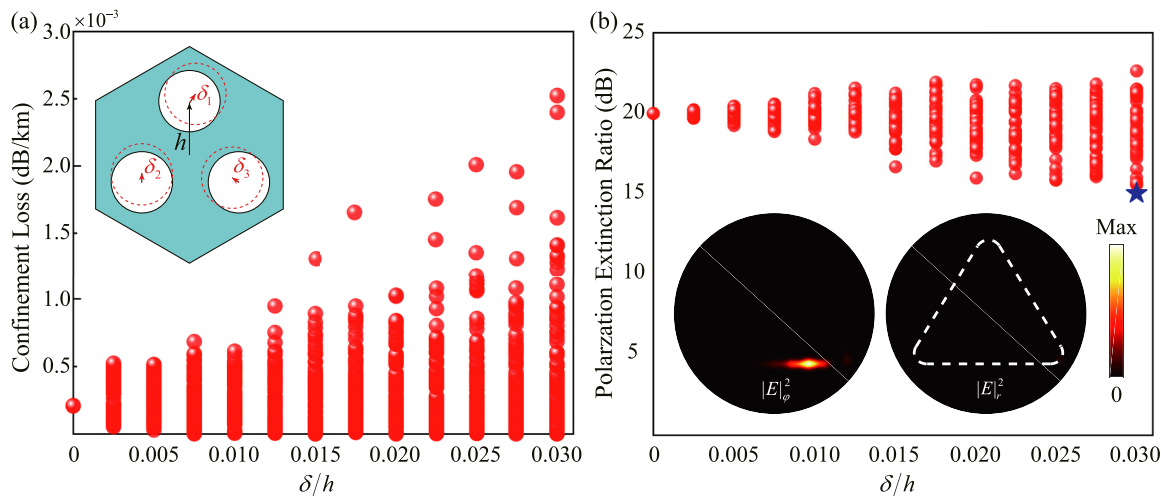 (a)
×10⁻³
3.0
2.5
2.0
1.5
1.0
0.5
Confinement Loss (dB/km)
δ₁
h
δ₂
δ₃
0 0.005 0.010 0.015 0.020 0.025 0.030
δ/h
(b)
25
20
15
10
5
Polarzation Extinction Ratio (dB)
Max
0
|E|²φ
|E|²r
0 0.005 0.010 0.015 0.020 0.025 0.030
δ/h